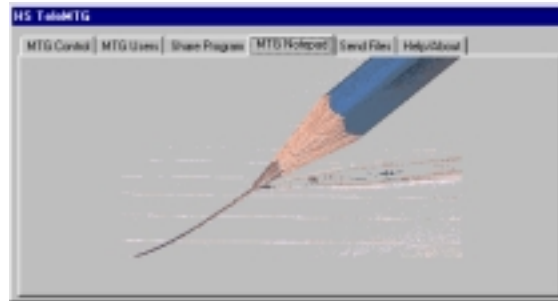 HS TeleMTG
MTG Control MTG Users Share Program MTG Notepad Send Files Help/About